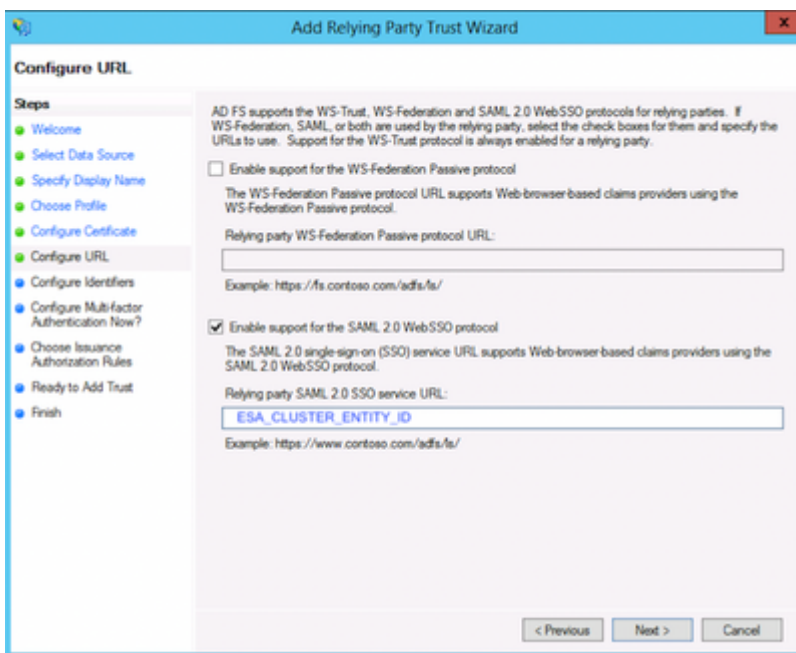 Add Relying Party Trust Wizard
x
Configure URL
Steps
Welcome
Select Data Source
Specify Display Name
Choose Profile
Configure Certificate
Configure URL
Configure Identifiers
Configure Multi-factor
Authentication Now?
Choose Issuance
Authorization Rules
Ready to Add Trust
Finish
AD FS supports the WS-Trust, WS-Federation and SAML 2.0 WebSSO protocols for relying parties. If
WS-Federation, SAML, or both are used by the relying party, select the check boxes for them and specify the
URLs to use. Support for the WS-Trust protocol is always enabled for a relying party.
Enable support for the WS-Federation Passive protocol
The WS-Federation Passive protocol URL supports Web-browser-based claims providers using the
WS-Federation Passive protocol.
Relying party WS-Federation Passive protocol URL:
Example: https://fs.contoso.com/adfs/ls/
Enable support for the SAML 2.0 WebSSO protocol
The SAML 2.0 single-sign-on (SSO) service URL supports Web-browser-based claims providers using the
SAML 2.0 WebSSO protocol.
Relying party SAML 2.0 SSO service URL:
ESA_CLUSTER_ENTITY_ID
Example: https://www.contoso.com/adfs/ls/
< Previous
Next >
Cancel